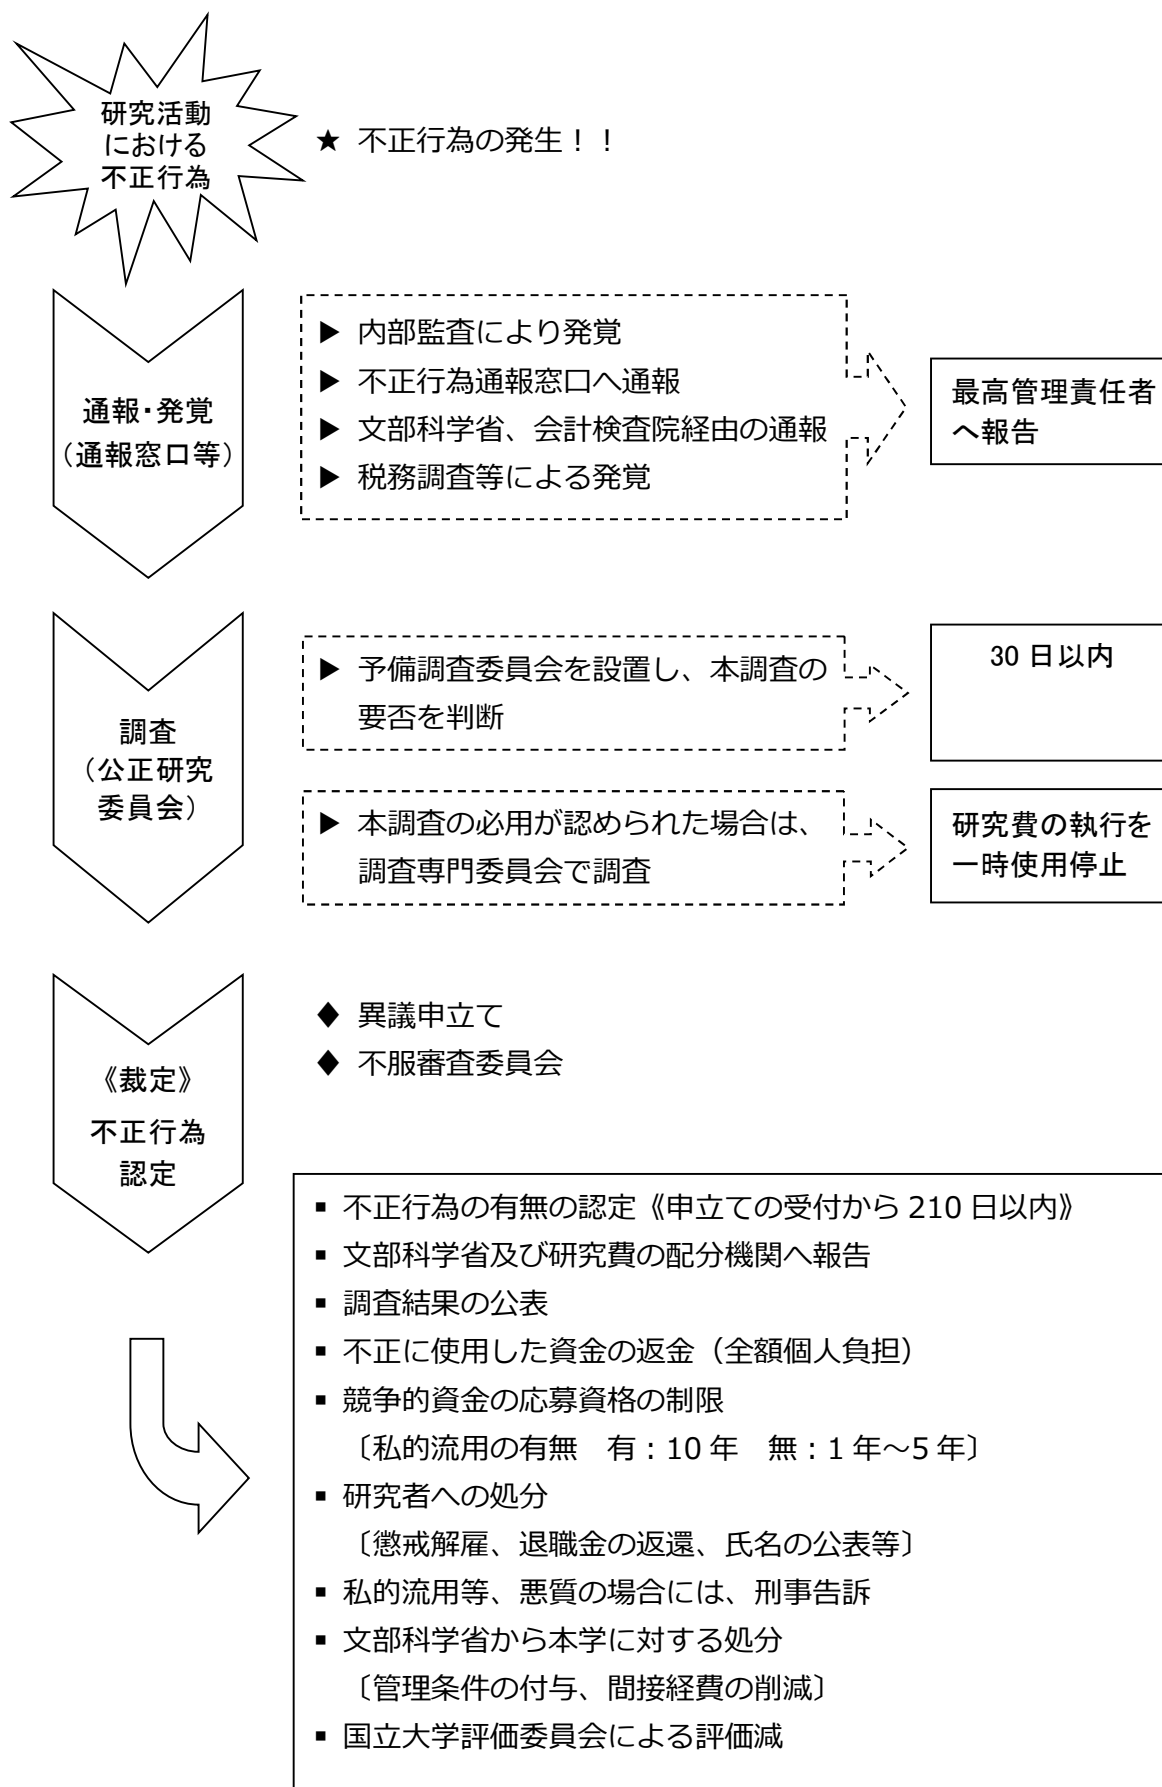 研究活動
における
不正行為
★ 不正行為の発生！！
通報・発覚
（通報窓口等）
▶ 内部監査により発覚
▶ 不正行為通報窓口へ通報
▶ 文部科学省、会計検査院経由の通報
▶ 税務調査等による発覚
最高管理責任者
へ報告
調査
（公正研究
委員会）
▶ 予備調査委員会を設置し、本調査の
要否を判断
30 日以内
▶ 本調査の必用が認められた場合は、
調査専門委員会で調査
研究費の執行を
一時使用停止
《裁定》
不正行為
認定
◆ 異議申立て
◆ 不服審査委員会
▪ 不正行為の有無の認定《申立ての受付から 210 日以内》
▪ 文部科学省及び研究費の配分機関へ報告
▪ 調査結果の公表
▪ 不正に使用した資金の返金（全額個人負担）
▪ 競争的資金の応募資格の制限
〔私的流用の有無　有：10 年　無：1 年～5 年〕
▪ 研究者への処分
〔懲戒解雇、退職金の返還、氏名の公表等〕
▪ 私的流用等、悪質の場合には、刑事告訴
▪ 文部科学省から本学に対する処分
〔管理条件の付与、間接経費の削減〕
▪ 国立大学評価委員会による評価減